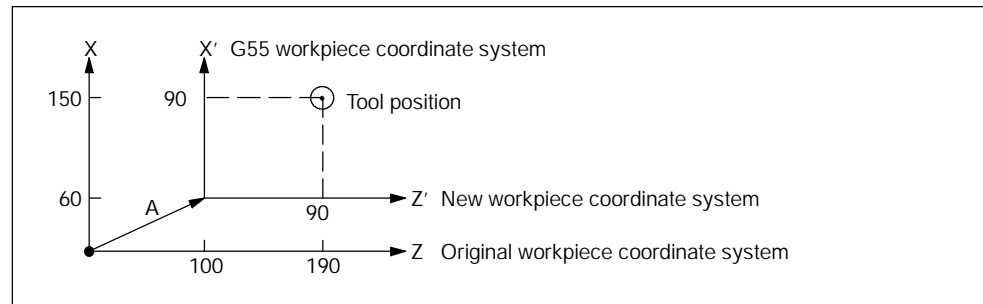 X X′ G55 workpiece coordinate system
150 90 Tool position
60 A Z′ New workpiece coordinate system
90
Z Original workpiece coordinate system
100 190